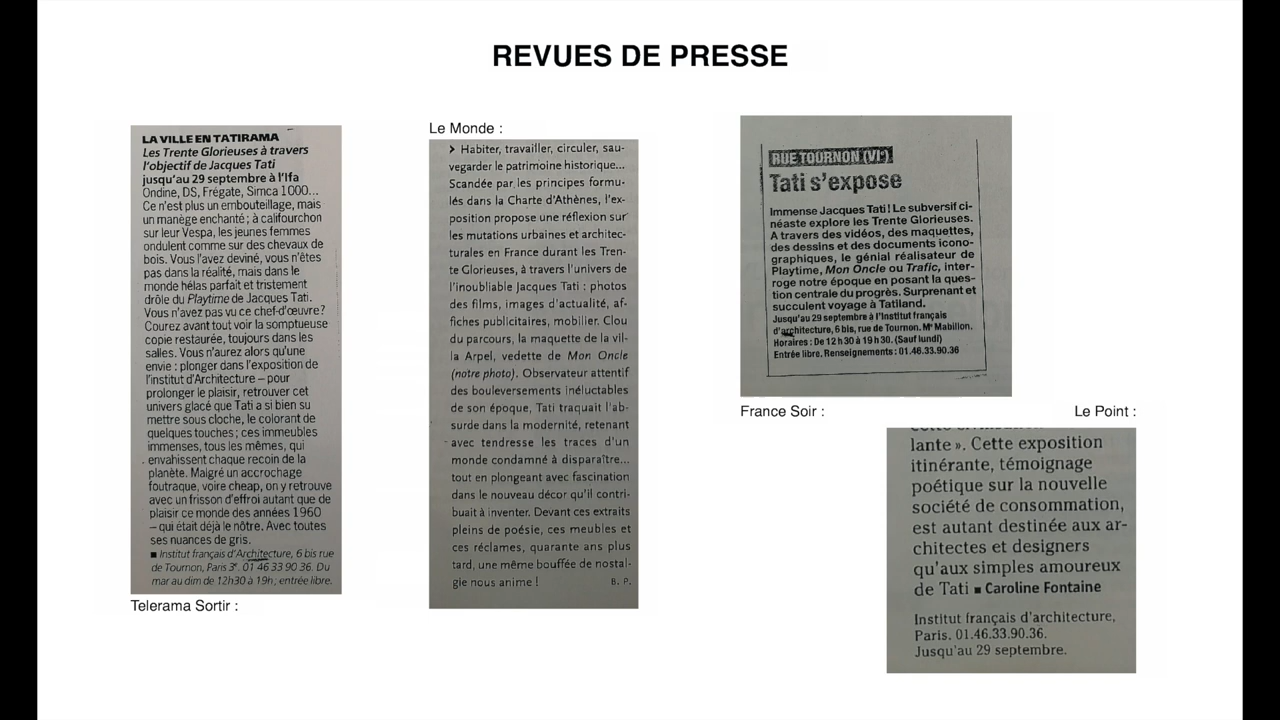 REVUES DE PRESSE
LA VILLE EN TATIRAMA
Les Trente Glorieuses à travers
l'objectif de Jacques Tati
jusqu'au 29 septembre à l'Ifa
Ondine, DS, Frégate, Simca 1000...
Ce n'est plus un embouteillage, mais
un manège enchanté ; à califourchon
sur leur Vespa, les jeunes femmes
ondulent comme sur des chevaux de
bois. Vous l'avez deviné, vous n'êtes
pas dans la réalité, mais dans le
monde hélas parfait et tristement
drôle du Playtime de Jacques Tati.
Vous n'avez pas vu ce chef-d'œuvre?
Courez avant tout voir la somptueuse
copie restaurée, toujours dans les
salles. Vous n'aurez alors qu'une
envie : plonger dans l'exposition de
l'institut d'Architecture – pour
prolonger le plaisir, retrouver cet
univers glacé que Tati a si bien su
mettre sous cloche, le colorant de
quelques touches ; ces immeubles
immenses, tous les mêmes, qui
envahissent chaque recoin de la
planète. Malgré un accrochage
foutraque, voire cheap, on y retrouve
avec un frisson d'effroi autant que de
plaisir ce monde des années 1960
– qui était déjà le nôtre. Avec toutes
ses nuances de gris.
■ Institut français d'Architecture, 6 bis rue
de Tournon, Paris 3e. 01 46 33 90 36. Du
mar au dim de 12h30 à 19h ; entrée libre.
Telerama Sortir :
Le Monde :
> Habiter, travailler, circuler, sau-
vegarder le patrimoine historique...
Scandée par les principes formu-
lés dans la Charte d'Athènes, l'ex-
position propose une réflexion sur
les mutations urbaines et architec-
turales en France durant les Tren-
te Glorieuses, à travers l'univers de
l'inoubliable Jacques Tati : photos
des films, images d'actualité, af-
fiches publicitaires, mobilier. Clou
du parcours, la maquette de la vil-
la Arpel, vedette de Mon Oncle
(notre photo). Observateur attentif
des bouleversements inéluctables
de son époque, Tati traquait l'ab-
surde dans la modernité, retenant
avec tendresse les traces d'un
monde condamné à disparaître...
tout en plongeant avec fascination
dans le nouveau décor qu'il contri-
buait à inventer. Devant ces extraits
pleins de poésie, ces meubles et
ces réclames, quarante ans plus
tard, une même bouffée de nostal-
gie nous anime ! B. P.
RUE TOURNON (VIe)
Tati s'expose
Immense Jacques Tati ! Le subversif ci-
néaste explore les Trente Glorieuses.
A travers des vidéos, des maquettes,
des dessins et des documents icono-
graphiques, le génial réalisateur de
Playtime, Mon Oncle ou Trafic, inter-
roge notre époque en posant la ques-
tion centrale du progrès. Surprenant et
succulent voyage à Tatiland.
Jusqu'au 29 septembre à l'Institut français
d'architecture, 6 bis, rue de Tournon. Mo Mabillon.
Horaires : De 12 h 30 à 19 h 30. (Sauf lundi)
Entrée libre. Renseignements : 01.46.33.90.36
France Soir :
Le Point :
lante ». Cette exposition
itinérante, témoignage
poétique sur la nouvelle
société de consommation,
est autant destinée aux ar-
chitectes et designers
qu'aux simples amoureux
de Tati ■ Caroline Fontaine
Institut français d'architecture,
Paris. 01.46.33.90.36.
Jusqu'au 29 septembre.